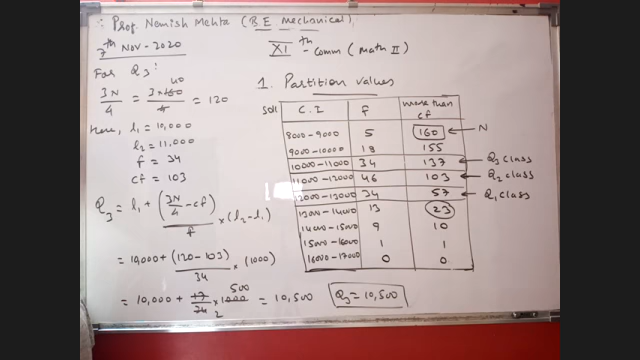 ∴ Prof. Nemish Mehta (B.E Mechanical).
7th Nov-2020
XI th - Comm (Math II)
For Q3:
3N/4 = 3×160/4 = 120
40
Here, l1 = 10,000
l2 = 11,000
f = 34
cf = 103
Q3 = l1 + (3N/4 - cf)/f × (l2 - l1)
= 10,000 + (120-103)/34 × (1000)
= 10,000 + 17/34 × 1000 = 10,500
500
2
Q3 = 10,500
1. Partition values
Soln
C.I F more than cf
8000-9000 5 160 ← N
9000-10000 18 155
10000-11000 34 137 ← Q3 class
11000-12000 46 103 ← Q2 class
12000-13000 34 57 ← Q1 class
13000-14000 13 23
14000-15000 9 10
15000-16000 1 1
16000-17000 0 0